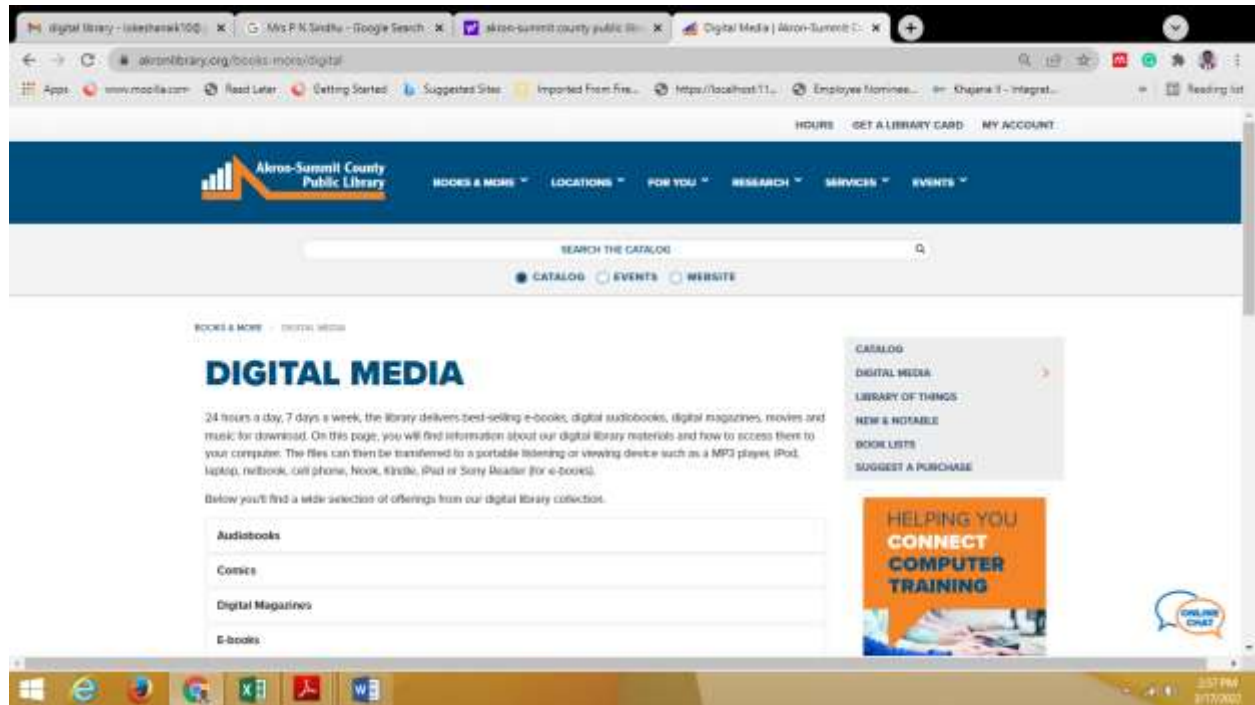 digital library -
Mrs P N Sindhu - Google Search
akron-summit county public
Digital Media | Akron-Summit C
akronlibrary.org/books-more/digital
Apps
Read Later
Getting Started
Suggested Sites
Imported From Fire...
Employee Nominee...
Reading list
HOURS GET A LIBRARY CARD MY ACCOUNT
Akron-Summit County
Public Library
BOOKS & MORE LOCATIONS FOR YOU RESEARCH SERVICES EVENTS
SEARCH THE CATALOG
CATALOG EVENTS WEBSITE
BOOKS & MORE DIGITAL MEDIA
DIGITAL MEDIA
24 hours a day, 7 days a week, the library delivers best-selling e-books, digital audiobooks, digital magazines, movies and
music for download. On this page, you will find information about our digital library materials and how to access them to
your computer. The files can then be transferred to a portable listening or viewing device such as a MP3 player, iPod,
laptop, netbook, cell phone, Nook, Kindle, iPad or Sony Reader (for e-books).
Below you'll find a wide selection of offerings from our digital library collection.
Audiobooks
Comics
Digital Magazines
E-books
CATALOG
DIGITAL MEDIA
LIBRARY OF THINGS
NEW & NOTABLE
BOOK LISTS
SUGGEST A PURCHASE
HELPING YOU
CONNECT
COMPUTER
TRAINING
ONLINE
CHAT
2:57 PM